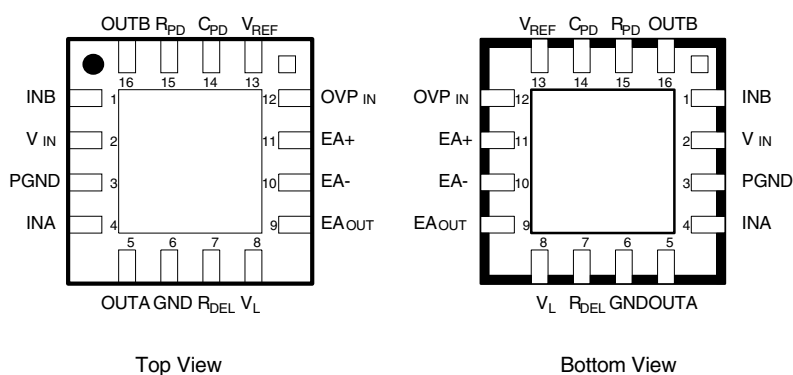 OUTB RPD CPD VREF
16 15 14 13
INB 1 12 OVP IN
V IN 2 11 EA+
PGND 3 10 EA-
INA 4 9 EAOUT
5 6 7 8
OUTA GND RDEL VL
Top View
VREF CPD RPD OUTB
13 14 15 16
OVP IN 12 1 INB
EA+ 11 2 V IN
EA- 10 3 PGND
EAOUT 9 4 INA
8 7 6 5
VL RDEL GNDOUTA
Bottom View